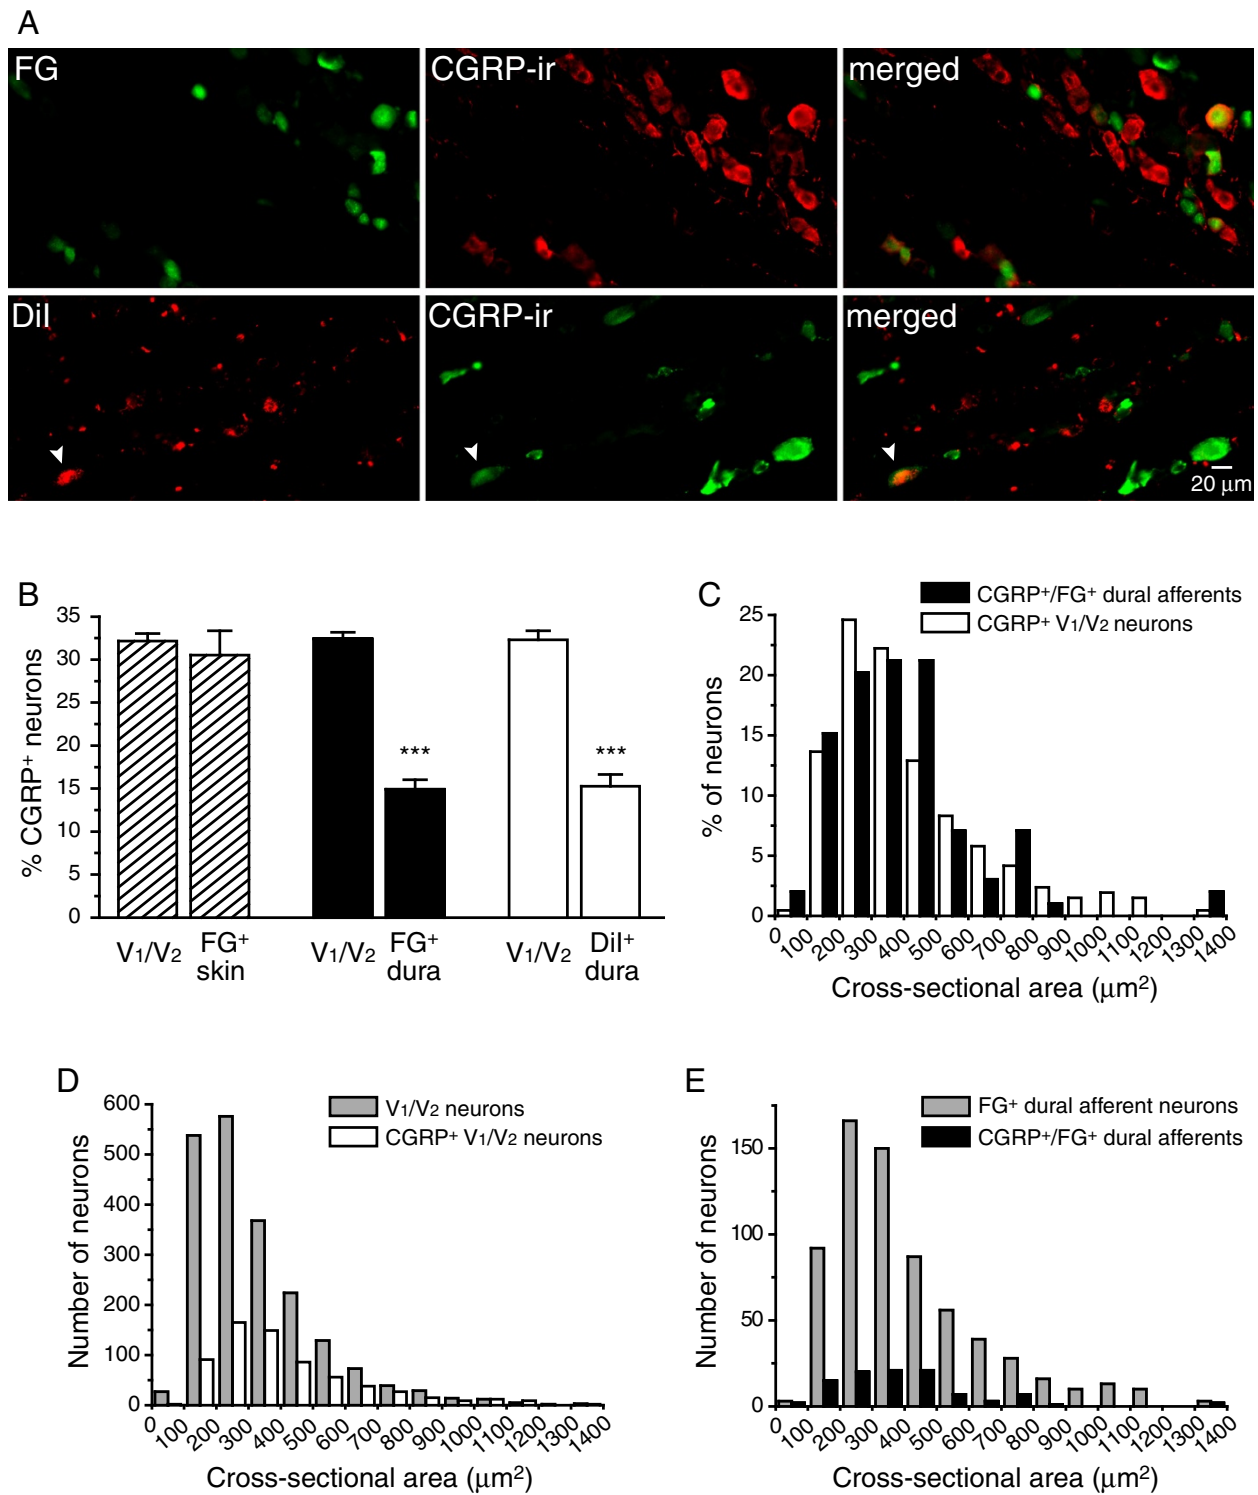 A
FG
CGRP-ir
merged
DiI
CGRP-ir
merged
20 μm
B
% CGRP⁺ neurons
35
30
25
20
15
10
5
0
***
***
V₁/V₂
FG⁺ skin
V₁/V₂
FG⁺ dura
V₁/V₂
DiI⁺ dura
C
CGRP⁺/FG⁺ dural afferents
CGRP⁺ V₁/V₂ neurons
% of neurons
25
20
15
10
5
0
0 100 200 300 400 500 600 700 800 900 1000 1100 1200 1300 1400
Cross-sectional area (μm²)
D
V₁/V₂ neurons
CGRP⁺ V₁/V₂ neurons
Number of neurons
600
500
400
300
200
100
0
0 100 200 300 400 500 600 700 800 900 1000 1100 1200 1300 1400
Cross-sectional area (μm²)
E
FG⁺ dural afferent neurons
CGRP⁺/FG⁺ dural afferents
Number of neurons
150
100
50
0
0 100 200 300 400 500 600 700 800 900 1000 1100 1200 1300 1400
Cross-sectional area (μm²)